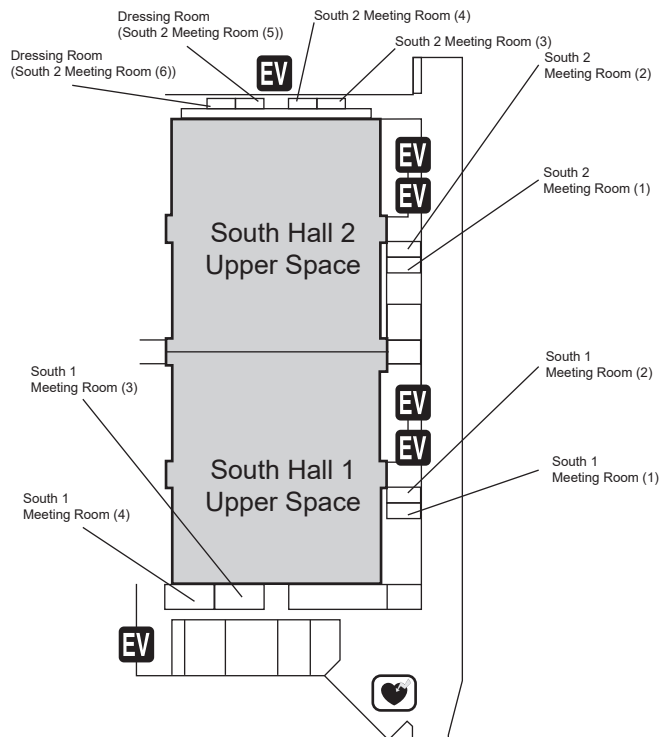 Dressing Room
(South 2 Meeting Room (5))
South 2 Meeting Room (4)
South 2 Meeting Room (3)
Dressing Room
(South 2 Meeting Room (6))
EV
South 2
Meeting Room (2)
EV
EV
South 2
Meeting Room (1)
South Hall 2
Upper Space
South 1
Meeting Room (3)
South 1
Meeting Room (2)
EV
EV
South Hall 1
Upper Space
South 1
Meeting Room (1)
South 1
Meeting Room (4)
EV